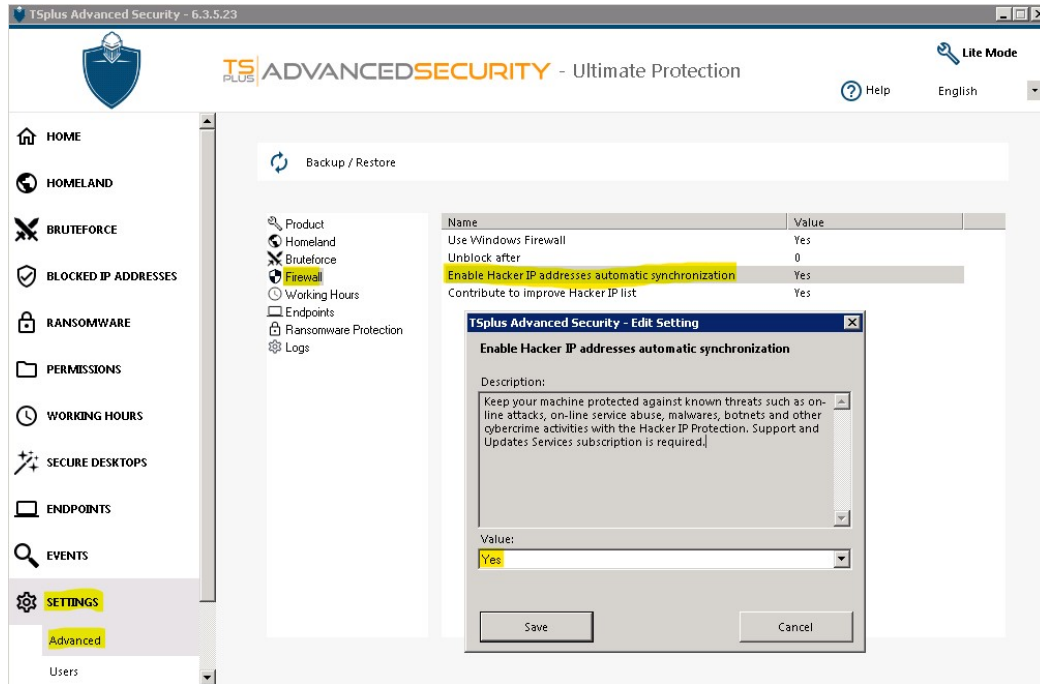 TSplus Advanced Security - 6.3.5.23
TS PLUS ADVANCEDSECURITY - Ultimate Protection
Lite Mode
Help
English
HOME
HOMELAND
BRUTEFORCE
BLOCKED IP ADDRESSES
RANSOMWARE
PERMISSIONS
WORKING HOURS
SECURE DESKTOPS
ENDPOINTS
EVENTS
SETTINGS
Advanced
Users
Backup / Restore
Product
Homeland
Bruteforce
Firewall
Working Hours
Endpoints
Ransomware Protection
Logs
Name Value
Use Windows Firewall Yes
Unblock after 0
Enable Hacker IP addresses automatic synchronization Yes
Contribute to improve Hacker IP list Yes
TSplus Advanced Security - Edit Setting
Enable Hacker IP addresses automatic synchronization
Description:
Keep your machine protected against known threats such as on-
line attacks, on-line service abuse, malwares, botnets and other
cybercrime activities with the Hacker IP Protection. Support and
Updates Services subscription is required.
Value:
Yes
Save Cancel